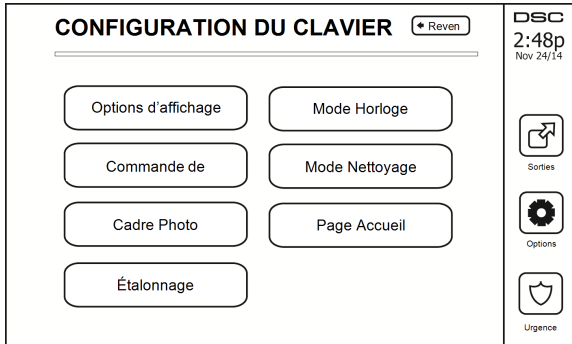 CONFIGURATION DU CLAVIER
Reven
DSC
2:48p
Nov 24/14
Options d'affichage
Mode Horloge
Commande de
Mode Nettoyage
Cadre Photo
Page Accueil
Étalonnage
Sorties
Options
Urgence